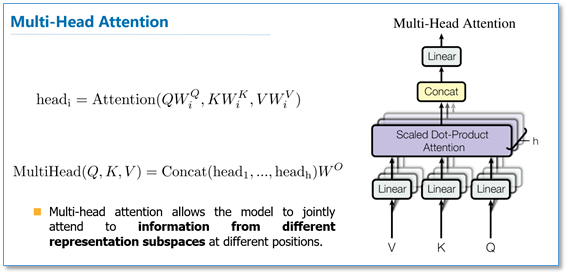 Multi-Head Attention
head_i = Attention(QW_i^Q, KW_i^K, VW_i^V)
MultiHead(Q, K, V) = Concat(head_1, ..., head_h)W^O
Multi-head attention allows the model to jointly
attend to information from different
representation subspaces at different positions.
Multi-Head Attention
Linear
Concat
Scaled Dot-Product
Attention
h
Linear Linear Linear
V K Q